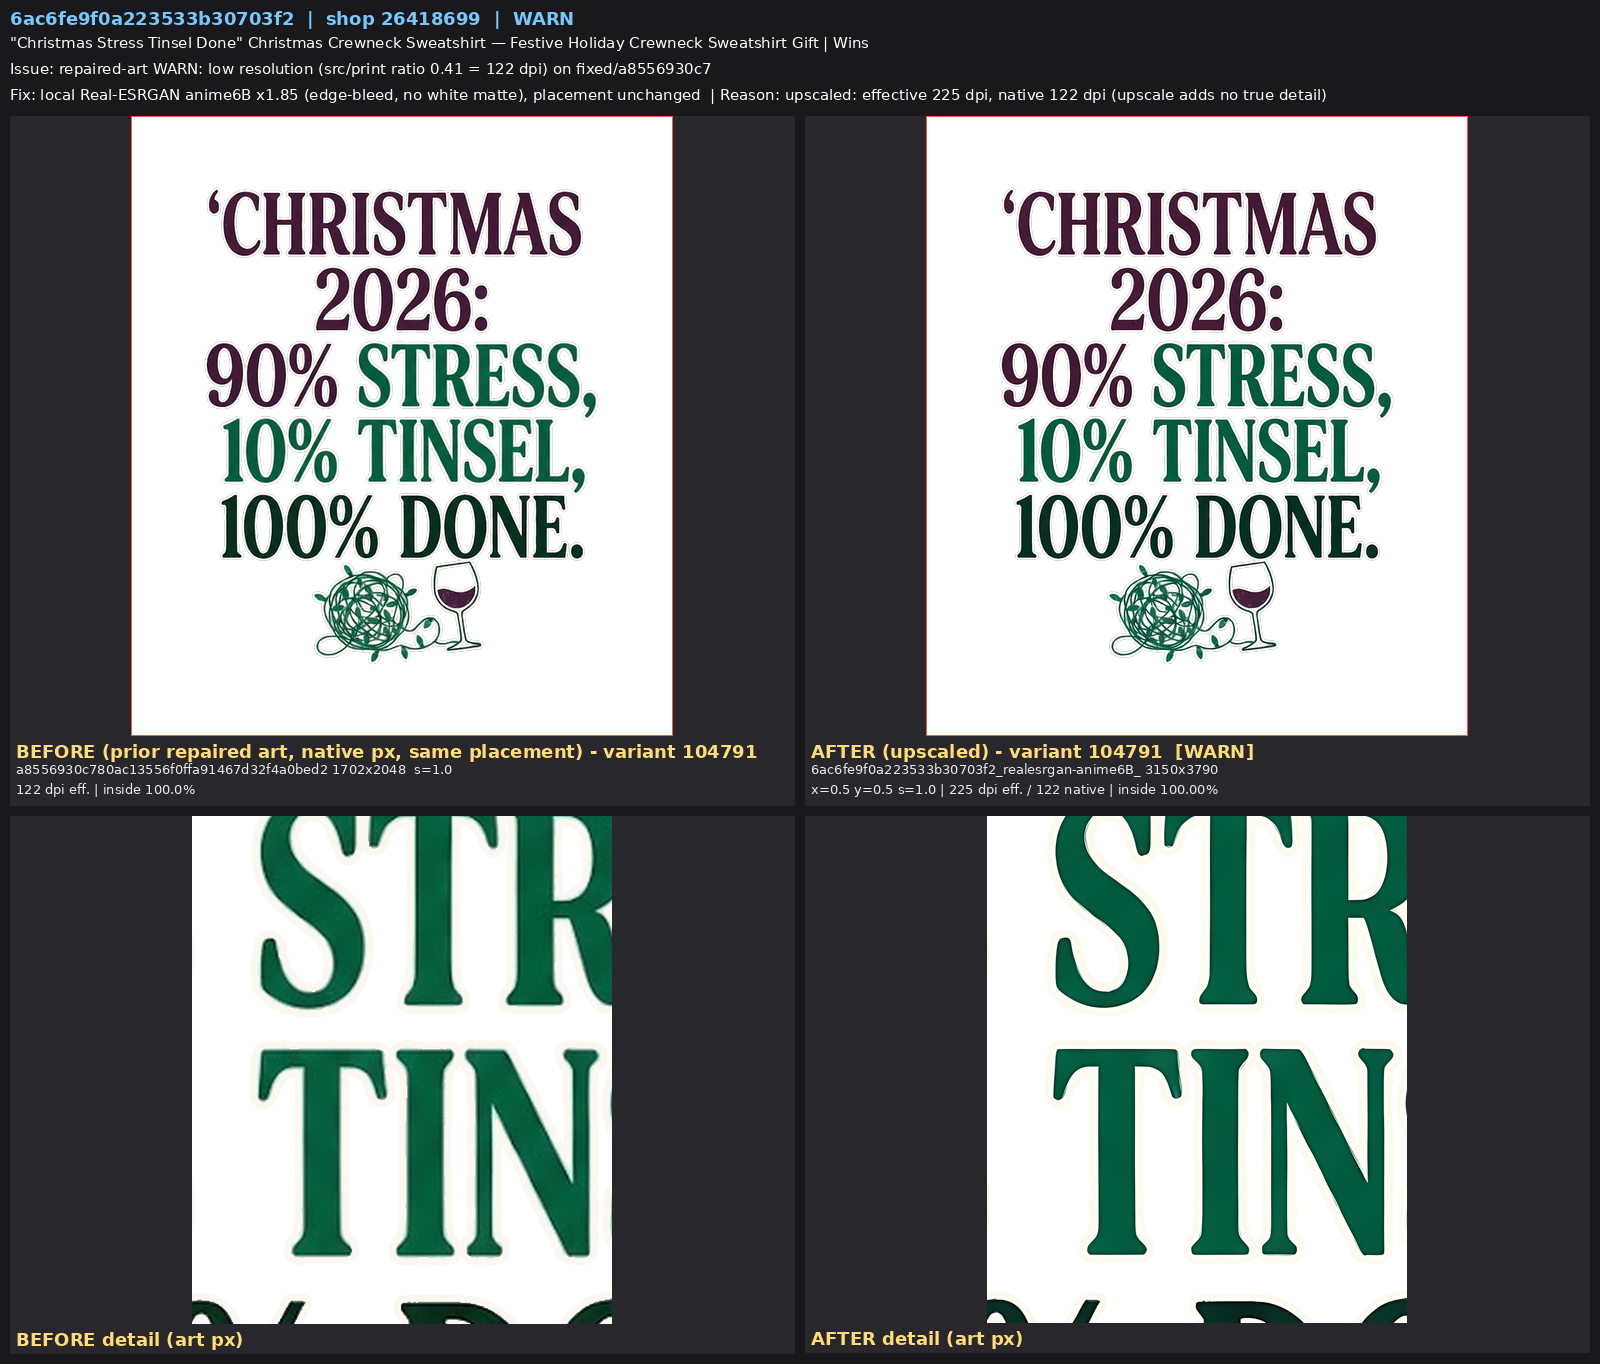 6ac6fe9f0a223533b30703f2 | shop 26418699 | WARN
"Christmas Stress Tinsel Done" Christmas Crewneck Sweatshirt — Festive Holiday Crewneck Sweatshirt Gift | Wins
Issue: repaired-art WARN: low resolution (src/print ratio 0.41 = 122 dpi) on fixed/a8556930c7
Fix: local Real-ESRGAN anime6B x1.85 (edge-bleed, no white matte), placement unchanged | Reason: upscaled: effective 225 dpi, native 122 dpi (upscale adds no true detail)
‘CHRISTMAS
2026:
90% STRESS,
10% TINSEL,
100% DONE.
BEFORE (prior repaired art, native px, same placement) - variant 104791
a8556930c780ac13556f0ffa91467d32f4a0bed2 1702x2048 s=1.0
122 dpi eff. | inside 100.0%
‘CHRISTMAS
2026:
90% STRESS,
10% TINSEL,
100% DONE.
AFTER (upscaled) - variant 104791 [WARN]
6ac6fe9f0a223533b30703f2_realesrgan-anime6B_ 3150x3790
x=0.5 y=0.5 s=1.0 | 225 dpi eff. / 122 native | inside 100.00%
STR
TIN
% DO
BEFORE detail (art px)
STR
TIN
% DO
AFTER detail (art px)